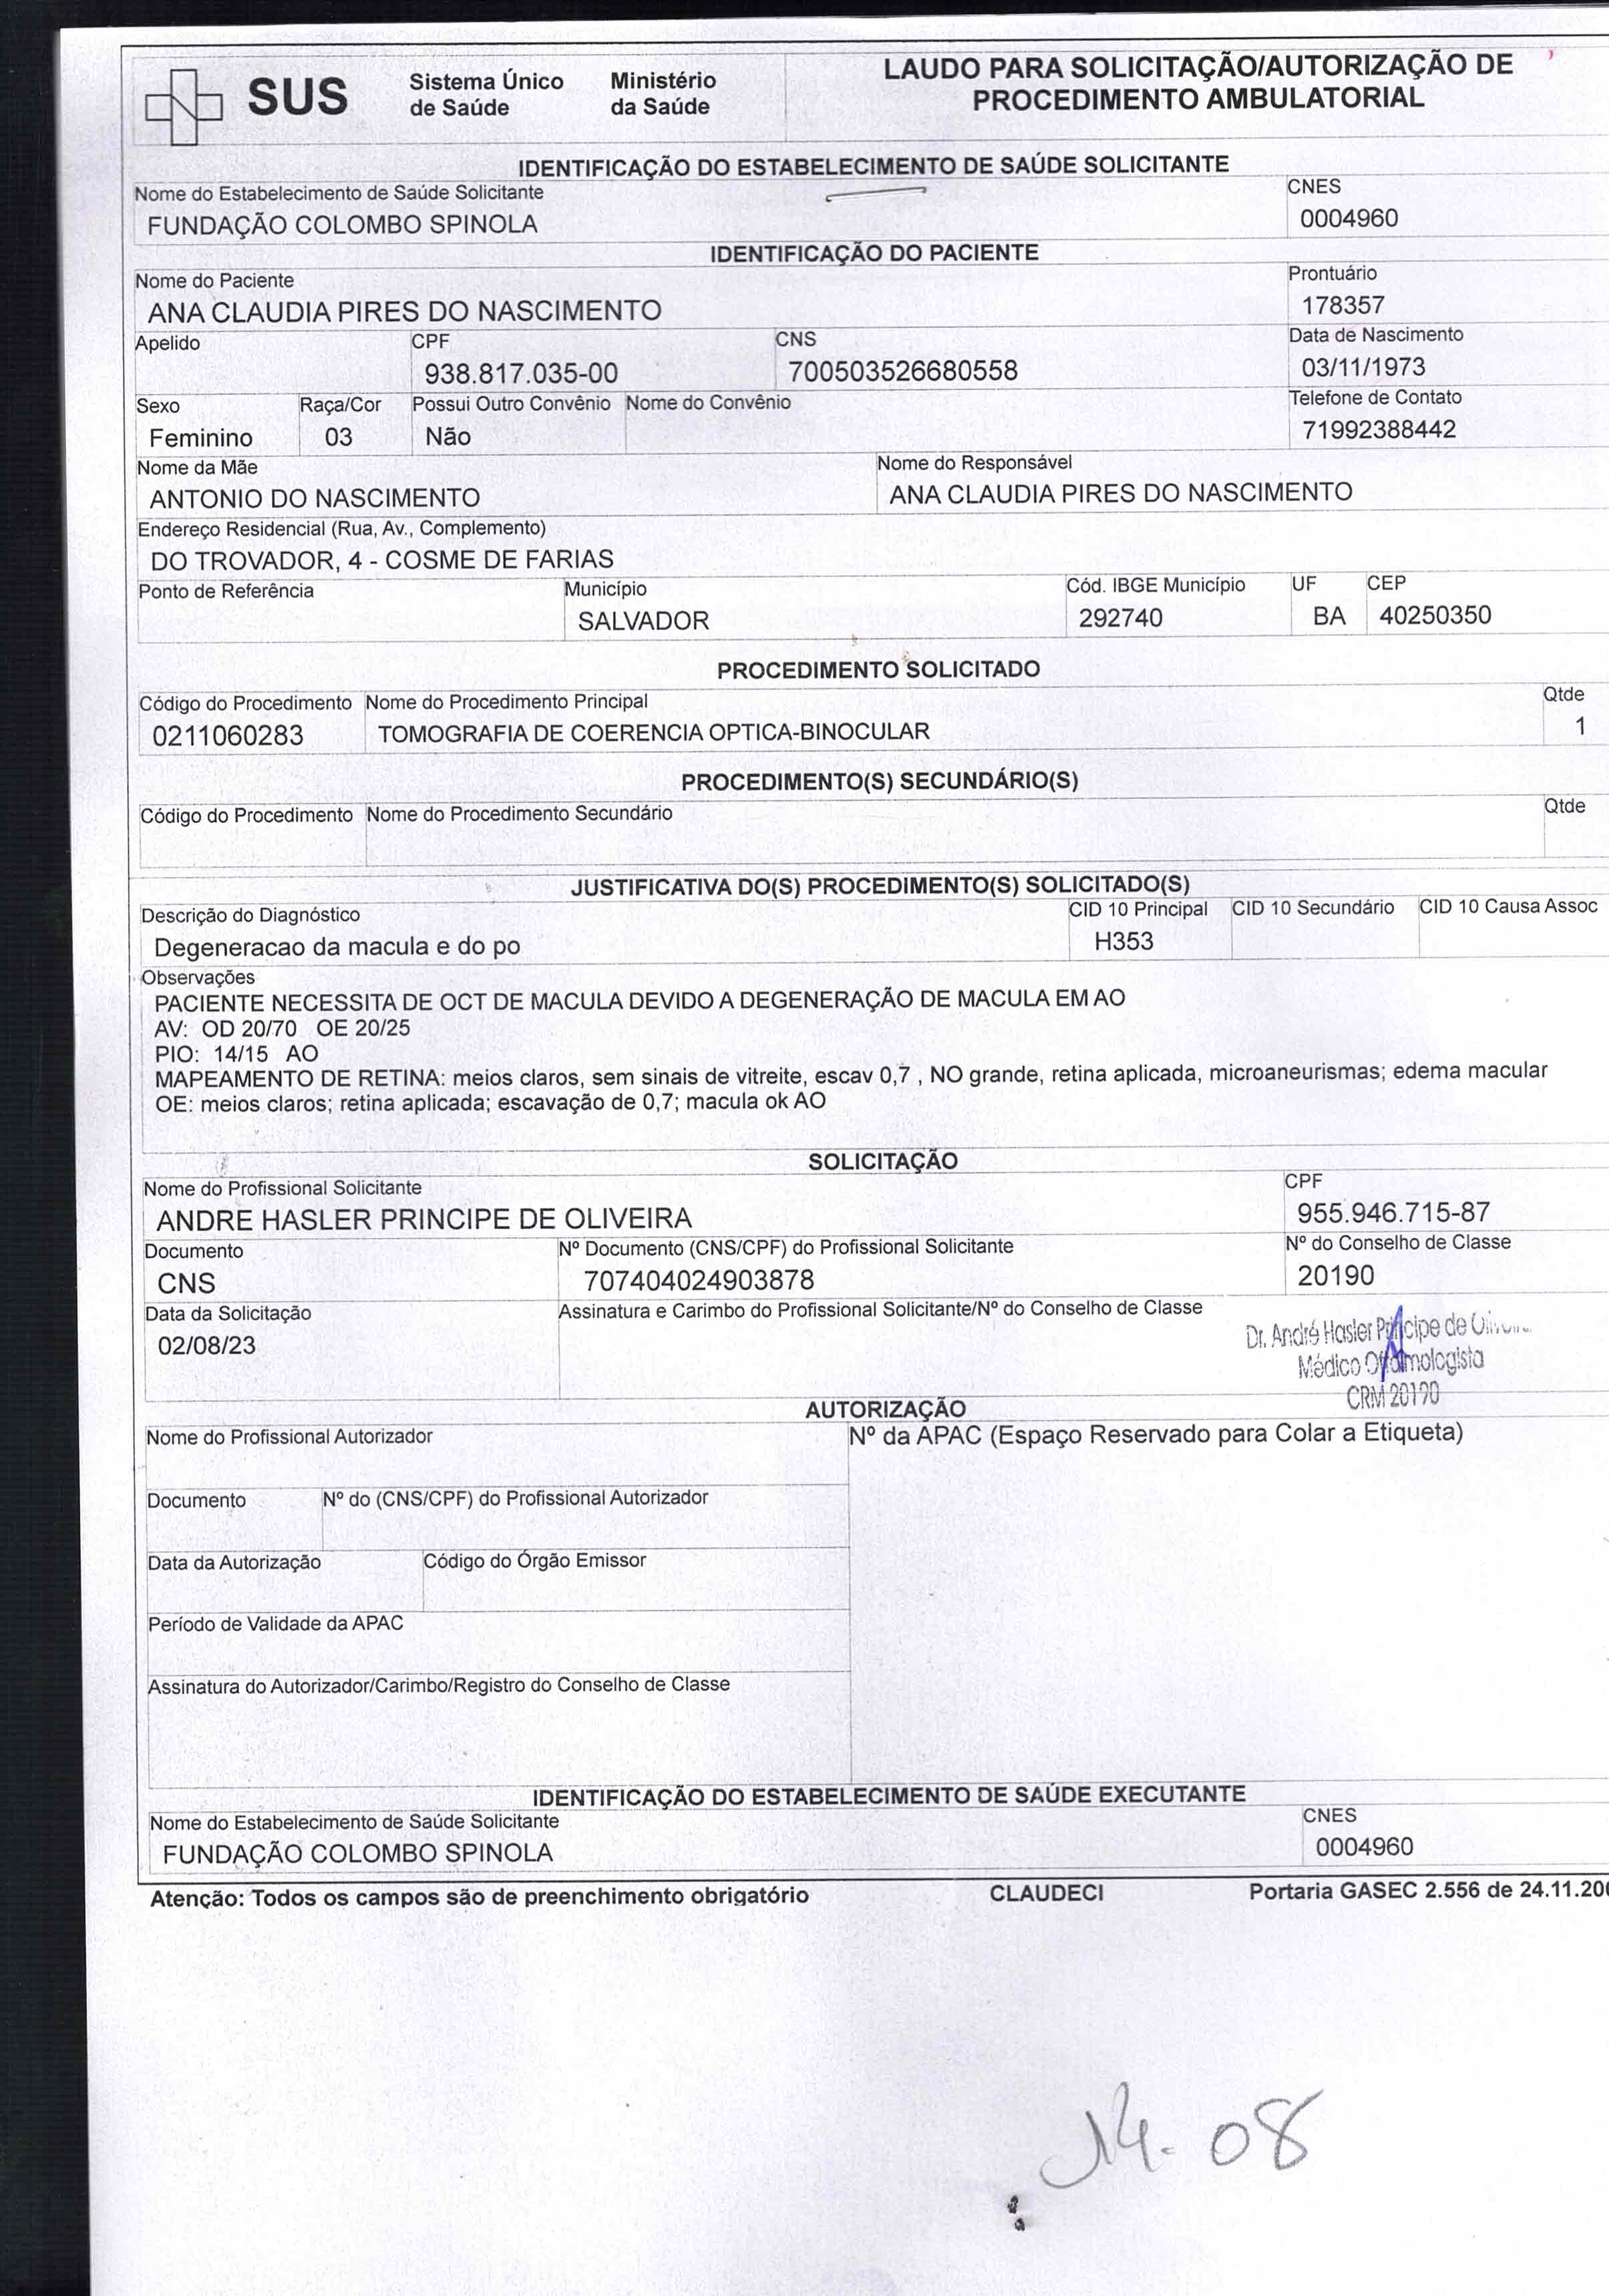 SUS Sistema Único Ministério
de Saúde da Saúde
LAUDO PARA SOLICITAÇÃO/AUTORIZAÇÃO DE
PROCEDIMENTO AMBULATORIAL
IDENTIFICAÇÃO DO ESTABELECIMENTO DE SAÚDE SOLICITANTE
Nome do Estabelecimento de Saúde Solicitante CNES
FUNDAÇÃO COLOMBO SPINOLA 0004960
IDENTIFICAÇÃO DO PACIENTE
Nome do Paciente Prontuário
ANA CLAUDIA PIRES DO NASCIMENTO 178357
Apelido CPF CNS Data de Nascimento
938.817.035-00 700503526680558 03/11/1973
Sexo Raça/Cor Possui Outro Convênio Nome do Convênio Telefone de Contato
Feminino 03 Não 71992388442
Nome da Mãe Nome do Responsável
ANTONIO DO NASCIMENTO ANA CLAUDIA PIRES DO NASCIMENTO
Endereço Residencial (Rua, Av., Complemento)
DO TROVADOR, 4 - COSME DE FARIAS
Ponto de Referência Município Cód. IBGE Município UF CEP
SALVADOR 292740 BA 40250350
PROCEDIMENTO SOLICITADO
Código do Procedimento Nome do Procedimento Principal Qtde
0211060283 TOMOGRAFIA DE COERENCIA OPTICA-BINOCULAR 1
PROCEDIMENTO(S) SECUNDÁRIO(S)
Código do Procedimento Nome do Procedimento Secundário Qtde
JUSTIFICATIVA DO(S) PROCEDIMENTO(S) SOLICITADO(S)
Descrição do Diagnóstico CID 10 Principal CID 10 Secundário CID 10 Causa Assoc
Degeneracao da macula e do po H353
Observações
PACIENTE NECESSITA DE OCT DE MACULA DEVIDO A DEGENERAÇÃO DE MACULA EM AO
AV: OD 20/70 OE 20/25
PIO: 14/15 AO
MAPEAMENTO DE RETINA: meios claros, sem sinais de vitreite, escav 0,7 , NO grande, retina aplicada, microaneurismas; edema macular
OE: meios claros; retina aplicada; escavação de 0,7; macula ok AO
SOLICITAÇÃO
Nome do Profissional Solicitante CPF
ANDRE HASLER PRINCIPE DE OLIVEIRA 955.946.715-87
Documento Nº Documento (CNS/CPF) do Profissional Solicitante Nº do Conselho de Classe
CNS 707404024903878 20190
Data da Solicitação Assinatura e Carimbo do Profissional Solicitante/Nº do Conselho de Classe
02/08/23
Dr. André Hasler Príncipe de
Médico Oftalmologista
CRM 20190
AUTORIZAÇÃO
Nome do Profissional Autorizador Nº da APAC (Espaço Reservado para Colar a Etiqueta)
Documento Nº do (CNS/CPF) do Profissional Autorizador
Data da Autorização Código do Órgão Emissor
Período de Validade da APAC
Assinatura do Autorizador/Carimbo/Registro do Conselho de Classe
IDENTIFICAÇÃO DO ESTABELECIMENTO DE SAÚDE EXECUTANTE
Nome do Estabelecimento de Saúde Solicitante CNES
FUNDAÇÃO COLOMBO SPINOLA 0004960
Atenção: Todos os campos são de preenchimento obrigatório CLAUDECI Portaria GASEC 2.556 de 24.11.200
14. 08